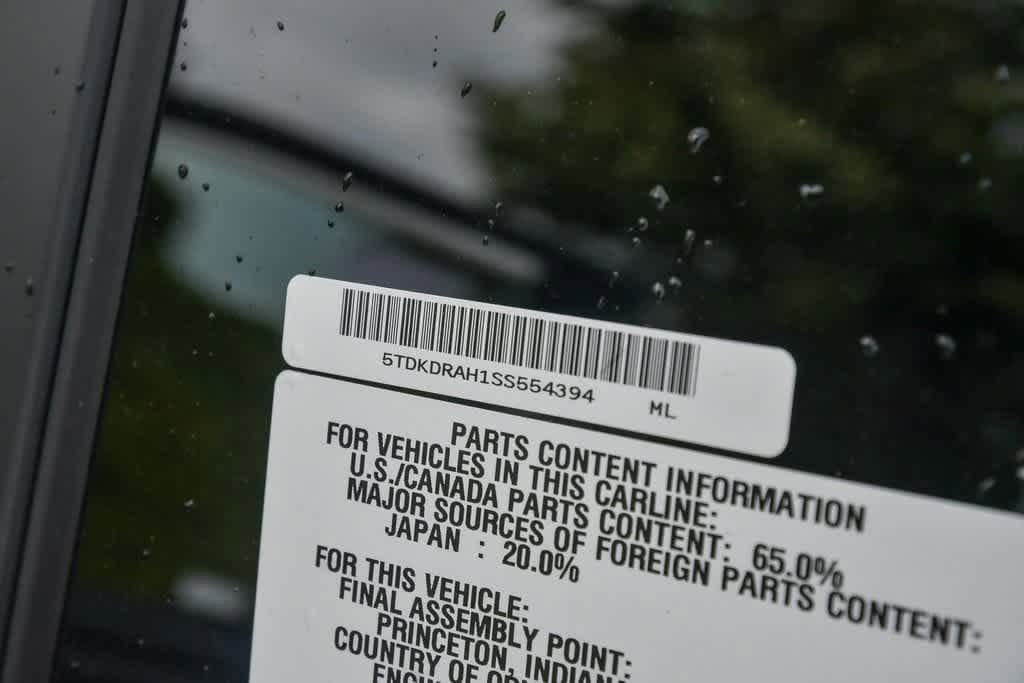 5TDKDRAH1SS554394 ML
PARTS CONTENT INFORMATION
FOR VEHICLES IN THIS CARLINE:
U.S./CANADA PARTS CONTENT: 65.0%
MAJOR SOURCES OF FOREIGN PARTS CONTENT:
JAPAN : 20.0%
FOR THIS VEHICLE:
FINAL ASSEMBLY POINT:
PRINCETON, INDIANA
COUNTRY OF